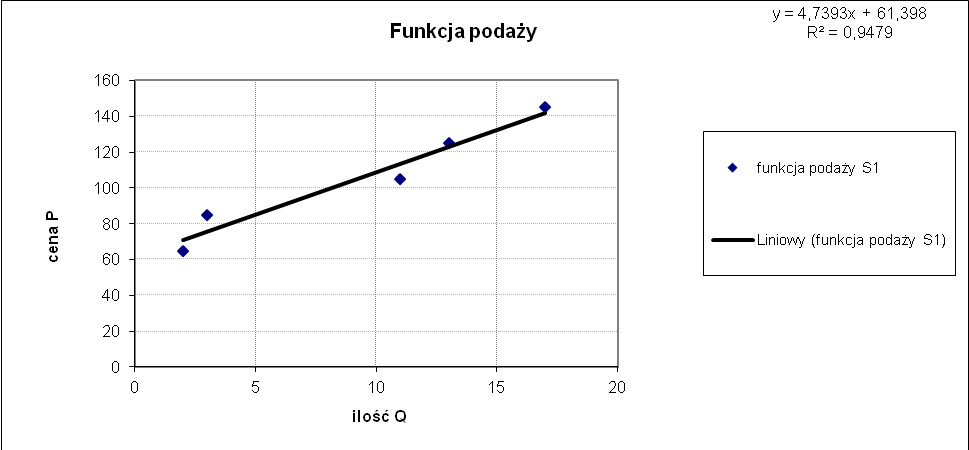 y = 4,7393x + 61,398
R² = 0,9479
Funkcja podaży
160
140
120
100
80
60
40
20
0
cena P
0 5 10 15 20
ilość Q
funkcja podaży S1
Liniowy (funkcja podaży S1)